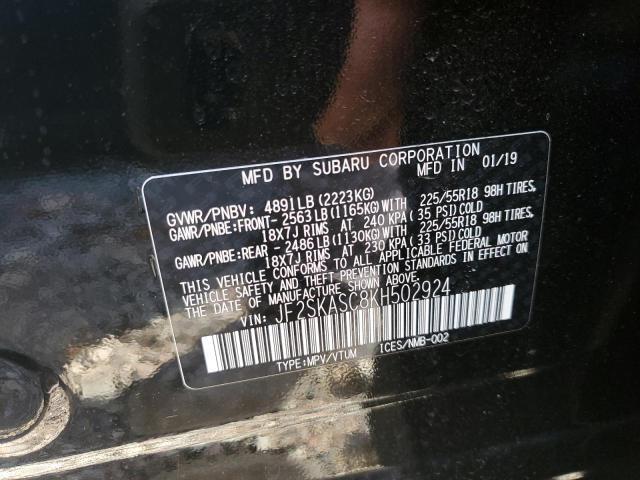 MFD BY SUBARU CORPORATION
MFD IN 01/19
GVWR/PNBV: 4891LB(2223KG)
GAWR/PNBE:FRONT-2563LB(1165KG)WITH 225/55R18 98H TIRES,
18X7J RIMS AT 240 KPA(35 PSI)COLD
GAWR/PNBE:REAR -2486LB(1130KG)WITH 225/55R18 98H TIRES,
18X7J RIMS AT 230 KPA(33 PSI)COLD
THIS VEHICLE CONFORMS TO ALL APPLICABLE FEDERAL MOTOR
VEHICLE SAFETY AND THEFT PREVENTION STANDARDS IN EFFECT ON
THE DATE OF MANUFACTURE SHOWN ABOVE.
VIN: JF2SKASC8KH502924
TYPE:MPV/VTUM ICES/NMB-002